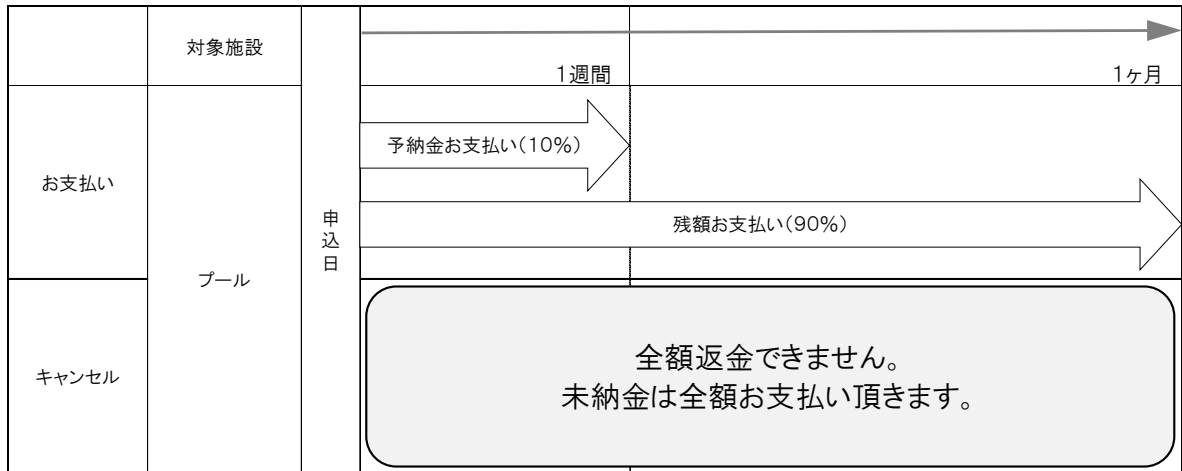 対象施設
1週間
1ヶ月
お支払い
プール
申込日
予納金お支払い(10%)
残額お支払い(90%)
キャンセル
全額返金できません。
未納金は全額お支払い頂きます。